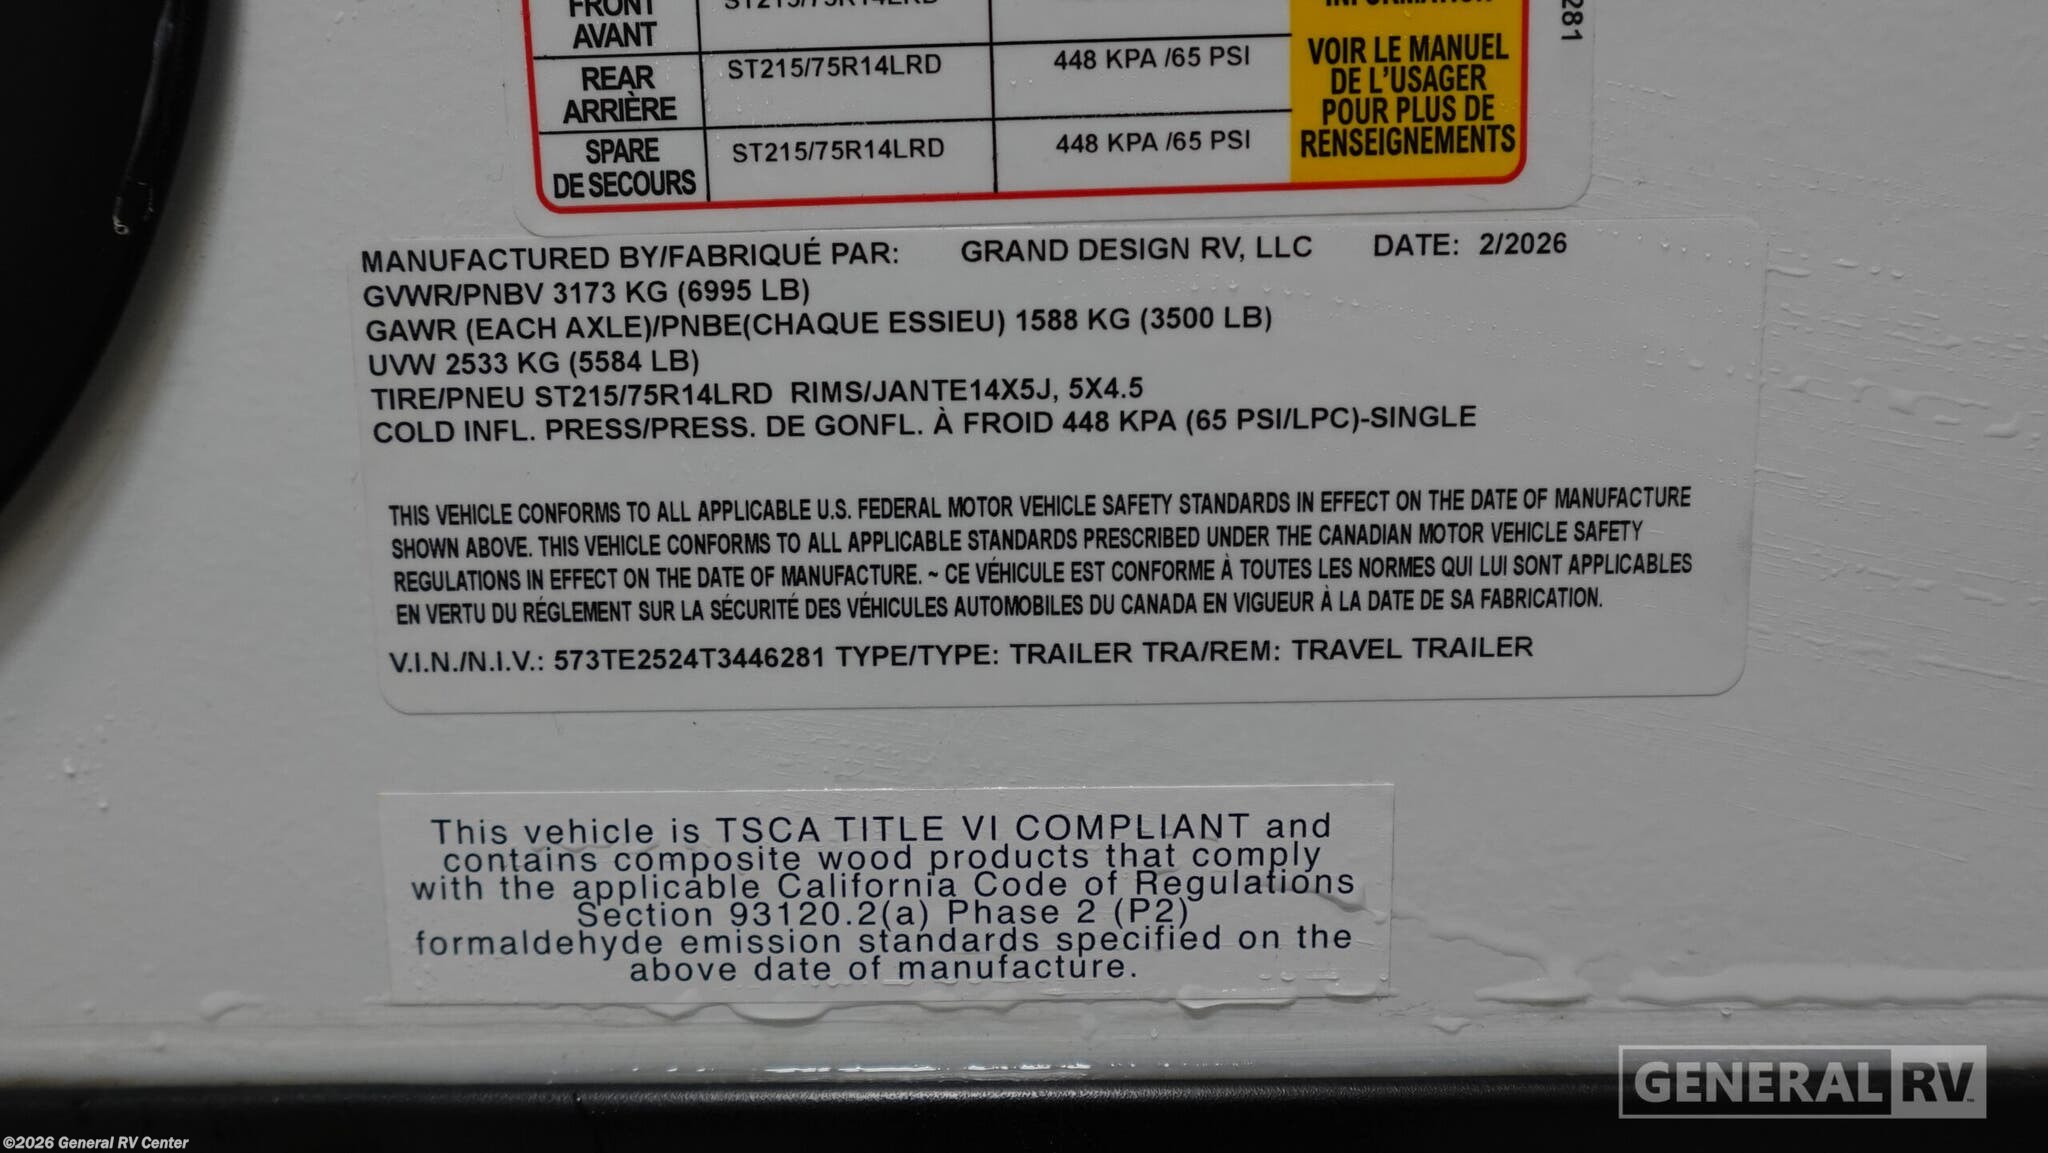 FRONT ST215/75R14LRD INFORMATION
AVANT
REAR ST215/75R14LRD 448 KPA /65 PSI VOIR LE MANUEL
ARRIÈRE DE L'USAGER
POUR PLUS DE
SPARE ST215/75R14LRD 448 KPA /65 PSI RENSEIGNEMENTS
DE SECOURS
281
MANUFACTURED BY/FABRIQUÉ PAR: GRAND DESIGN RV, LLC DATE: 2/2026
GVWR/PNBV 3173 KG (6995 LB)
GAWR (EACH AXLE)/PNBE(CHAQUE ESSIEU) 1588 KG (3500 LB)
UVW 2533 KG (5584 LB)
TIRE/PNEU ST215/75R14LRD RIMS/JANTE14X5J, 5X4.5
COLD INFL. PRESS/PRESS. DE GONFL. À FROID 448 KPA (65 PSI/LPC)-SINGLE
THIS VEHICLE CONFORMS TO ALL APPLICABLE U.S. FEDERAL MOTOR VEHICLE SAFETY STANDARDS IN EFFECT ON THE DATE OF MANUFACTURE
SHOWN ABOVE. THIS VEHICLE CONFORMS TO ALL APPLICABLE STANDARDS PRESCRIBED UNDER THE CANADIAN MOTOR VEHICLE SAFETY
REGULATIONS IN EFFECT ON THE DATE OF MANUFACTURE. ~ CE VÉHICULE EST CONFORME À TOUTES LES NORMES QUI LUI SONT APPLICABLES
EN VERTU DU RÉGLEMENT SUR LA SÉCURITÉ DES VÉHICULES AUTOMOBILES DU CANADA EN VIGUEUR À LA DATE DE SA FABRICATION.
V.I.N./N.I.V.: 573TE2524T3446281 TYPE/TYPE: TRAILER TRA/REM: TRAVEL TRAILER
This vehicle is TSCA TITLE VI COMPLIANT and
contains composite wood products that comply
with the applicable California Code of Regulations
Section 93120.2(a) Phase 2 (P2)
formaldehyde emission standards specified on the
above date of manufacture.
GENERAL RV
©2026 General RV Center